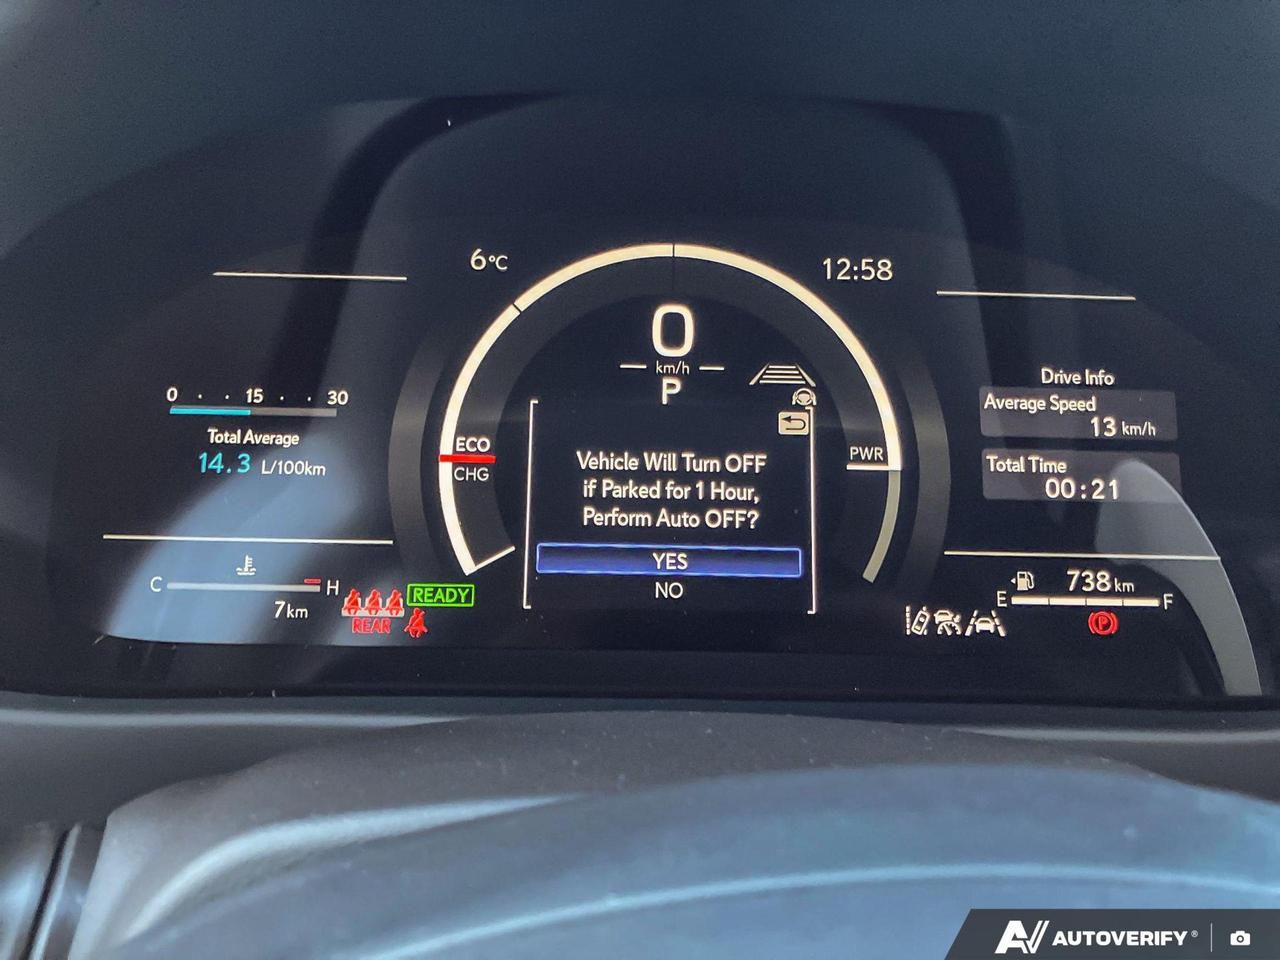 6°C
12:58
0
km/h
P
0 · · 15 · · 30
Total Average
14.3 L/100km
ECO
CHG
PWR
Drive Info
Average Speed
13 km/h
Total Time
00:21
Vehicle Will Turn OFF
if Parked for 1 Hour,
Perform Auto OFF?
YES
NO
C H
7km
READY
REAR
738km
E F
P
AUTOVERIFY®